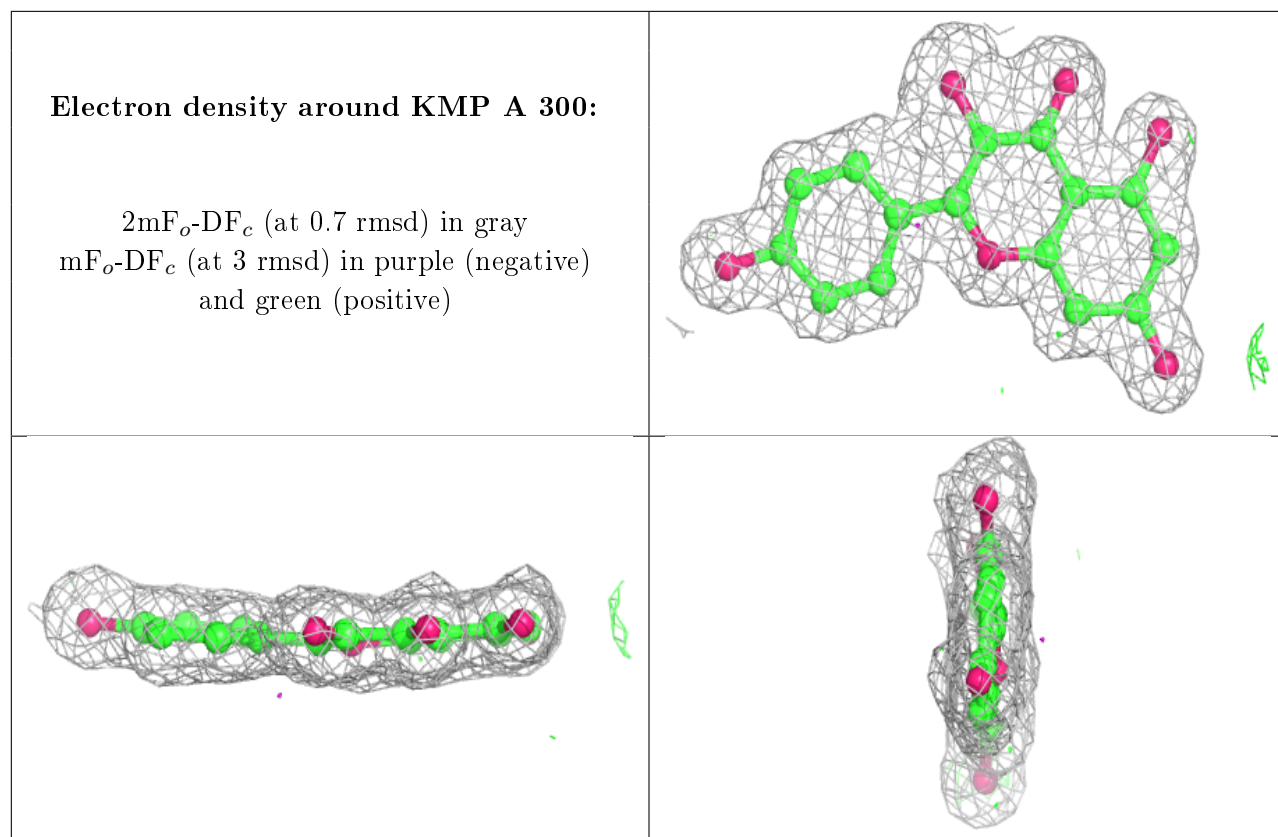 Electron density around KMP A 300:
2mFₒ-DF𝒸 (at 0.7 rmsd) in gray
mFₒ-DF𝒸 (at 3 rmsd) in purple (negative)
and green (positive)